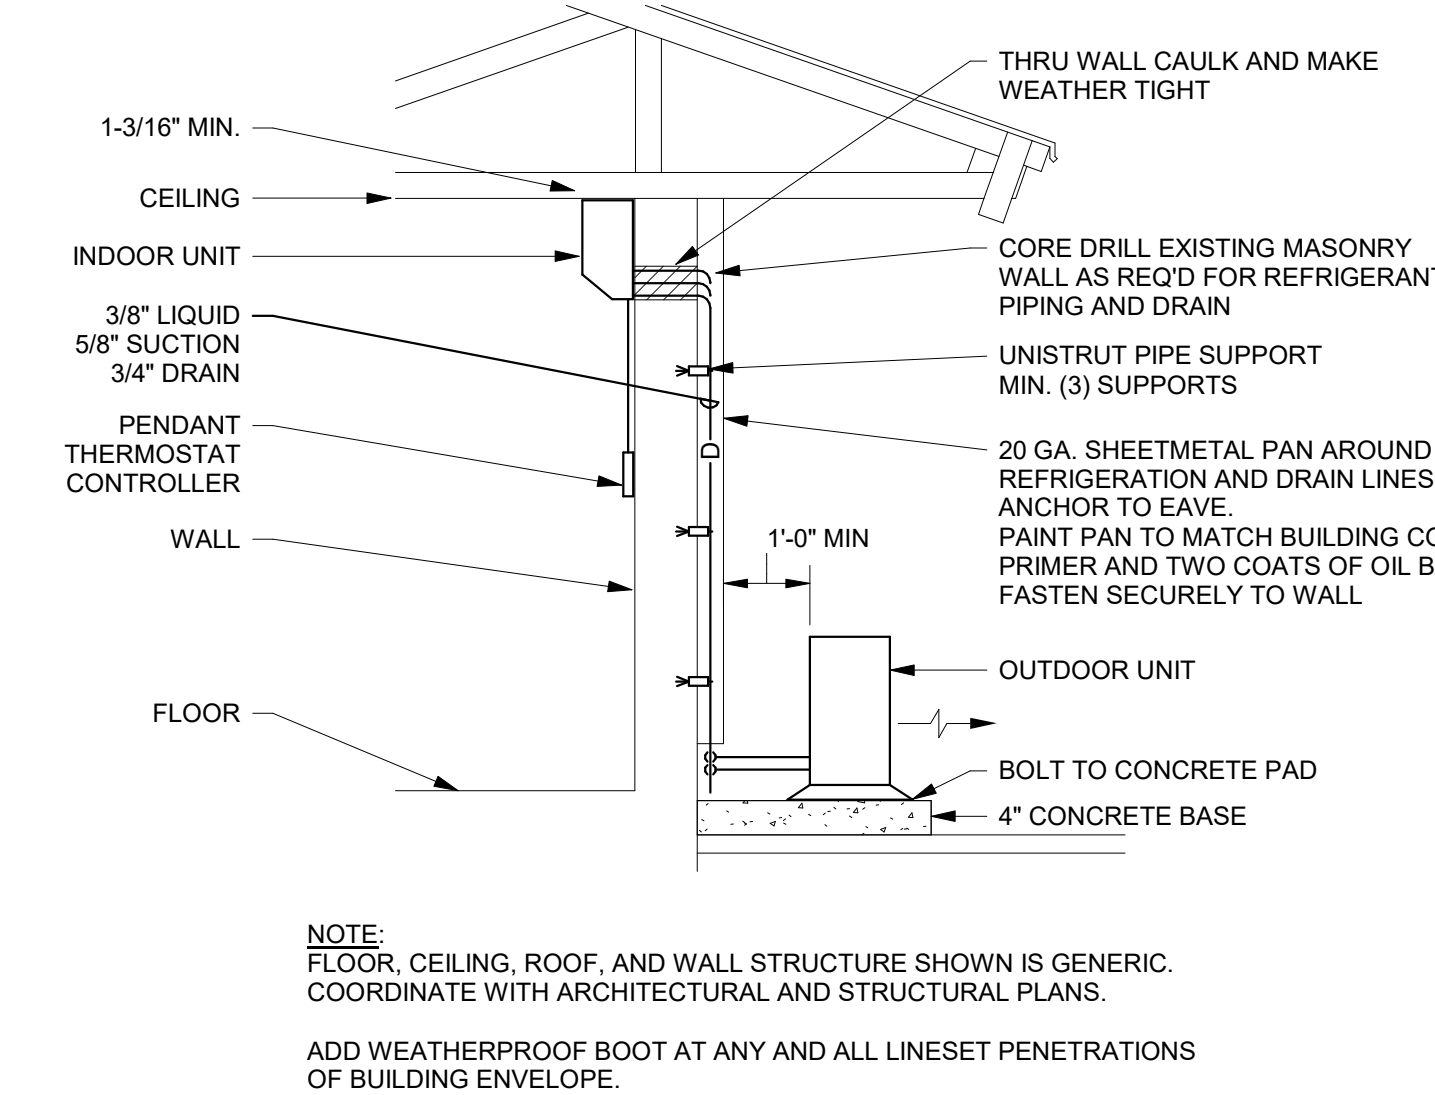 THRU WALL CAULK AND MAKE
WEATHER TIGHT
1-3/16" MIN.
CEILING
INDOOR UNIT
3/8" LIQUID
5/8" SUCTION
3/4" DRAIN
PENDANT
THERMOSTAT
CONTROLLER
WALL
FLOOR
CORE DRILL EXISTING MASONRY
WALL AS REQ'D FOR REFRIGERANT
PIPING AND DRAIN
UNISTRUT PIPE SUPPORT
MIN. (3) SUPPORTS
D
20 GA. SHEETMETAL PAN AROUND
REFRIGERATION AND DRAIN LINES
ANCHOR TO EAVE.
PAINT PAN TO MATCH BUILDING
PRIMER AND TWO COATS OF OIL
FASTEN SECURELY TO WALL
1'-0" MIN
OUTDOOR UNIT
BOLT TO CONCRETE PAD
4" CONCRETE BASE
NOTE:
FLOOR, CEILING, ROOF, AND WALL STRUCTURE SHOWN IS GENERIC.
COORDINATE WITH ARCHITECTURAL AND STRUCTURAL PLANS.
ADD WEATHERPROOF BOOT AT ANY AND ALL LINESET PENETRATIONS
OF BUILDING ENVELOPE.